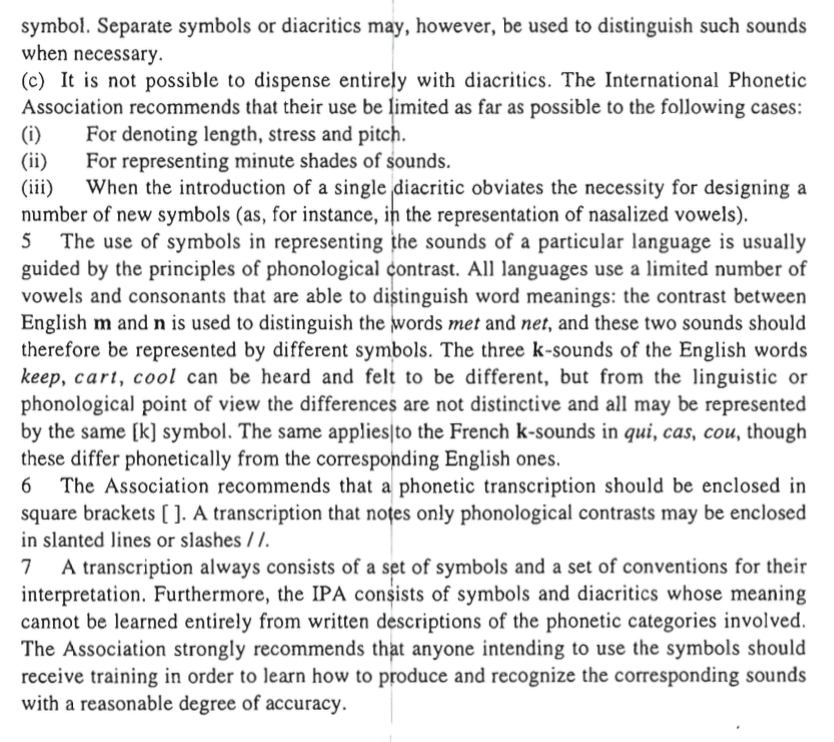 symbol. Separate symbols or diacritics may, however, be used to distinguish such sounds
when necessary.
(c) It is not possible to dispense entirely with diacritics. The International Phonetic
Association recommends that their use be limited as far as possible to the following cases:
(i) For denoting length, stress and pitch.
(ii) For representing minute shades of sounds.
(iii) When the introduction of a single diacritic obviates the necessity for designing a
number of new symbols (as, for instance, in the representation of nasalized vowels).
5 The use of symbols in representing the sounds of a particular language is usually
guided by the principles of phonological contrast. All languages use a limited number of
vowels and consonants that are able to distinguish word meanings: the contrast between
English m and n is used to distinguish the words met and net, and these two sounds should
therefore be represented by different symbols. The three k-sounds of the English words
keep, cart, cool can be heard and felt to be different, but from the linguistic or
phonological point of view the differences are not distinctive and all may be represented
by the same [k] symbol. The same applies to the French k-sounds in qui, cas, cou, though
these differ phonetically from the corresponding English ones.
6 The Association recommends that a phonetic transcription should be enclosed in
square brackets [ ]. A transcription that notes only phonological contrasts may be enclosed
in slanted lines or slashes / /.
7 A transcription always consists of a set of symbols and a set of conventions for their
interpretation. Furthermore, the IPA consists of symbols and diacritics whose meaning
cannot be learned entirely from written descriptions of the phonetic categories involved.
The Association strongly recommends that anyone intending to use the symbols should
receive training in order to learn how to produce and recognize the corresponding sounds
with a reasonable degree of accuracy.